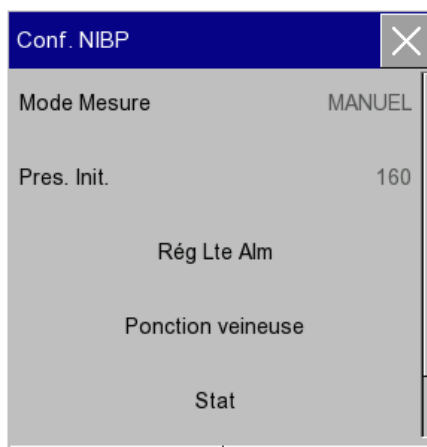 Conf. NIBP
Mode Mesure MANUEL
Pres. Init. 160
Rég Lte Alm
Ponction veineuse
Stat